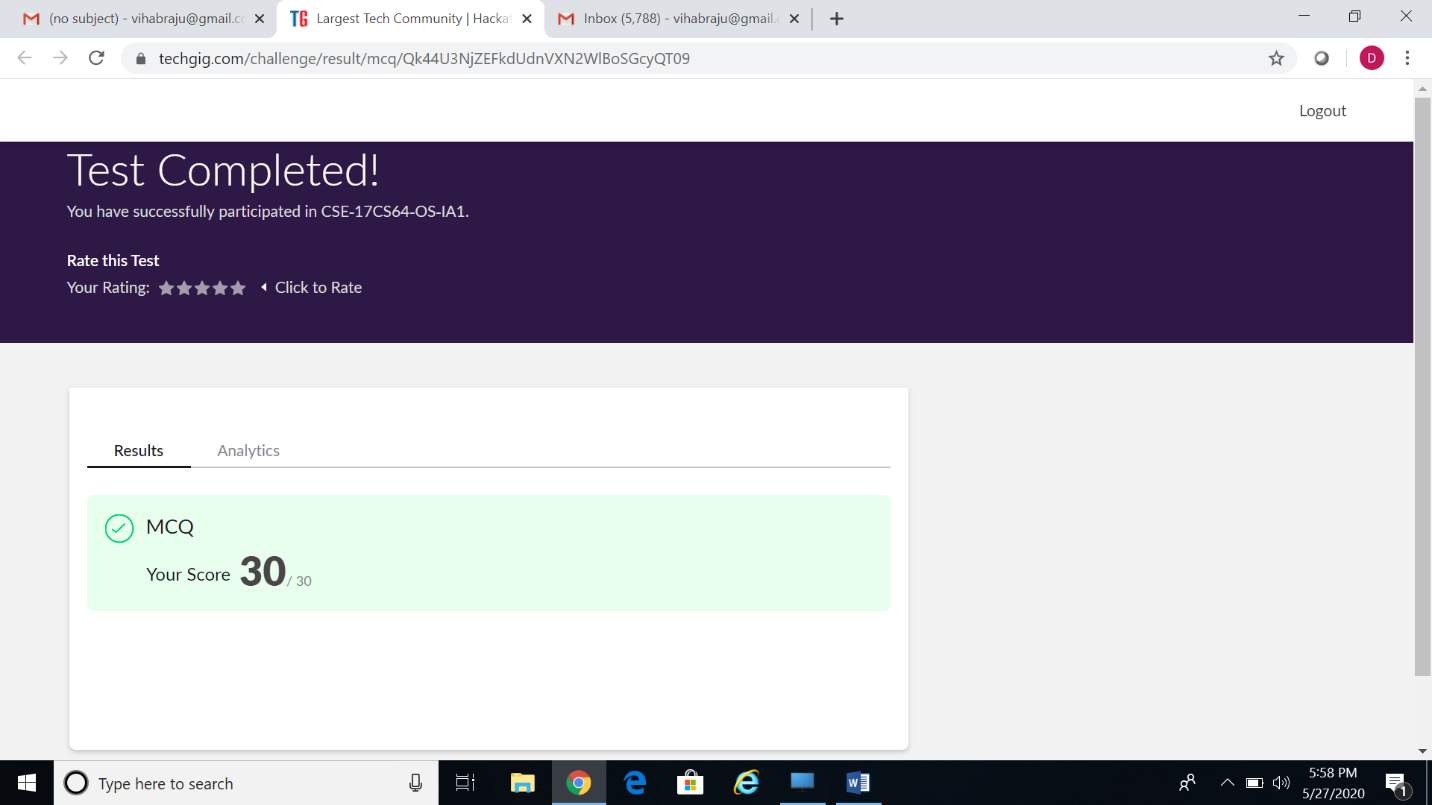 (no subject) - vihabraju@gmail.c
Largest Tech Community | Hacka
Inbox (5,788) - vihabraju@gmail.
techgig.com/challenge/result/mcq/Qk44U3NjZEFkdUdnVXN2WlBoSGcyQT09
D
Logout
Test Completed!
You have successfully participated in CSE-17CS64-OS-IA1.
Rate this Test
Your Rating: Click to Rate
Results Analytics
MCQ
Your Score 30 / 30
Type here to search
5:58 PM
5/27/2020
1